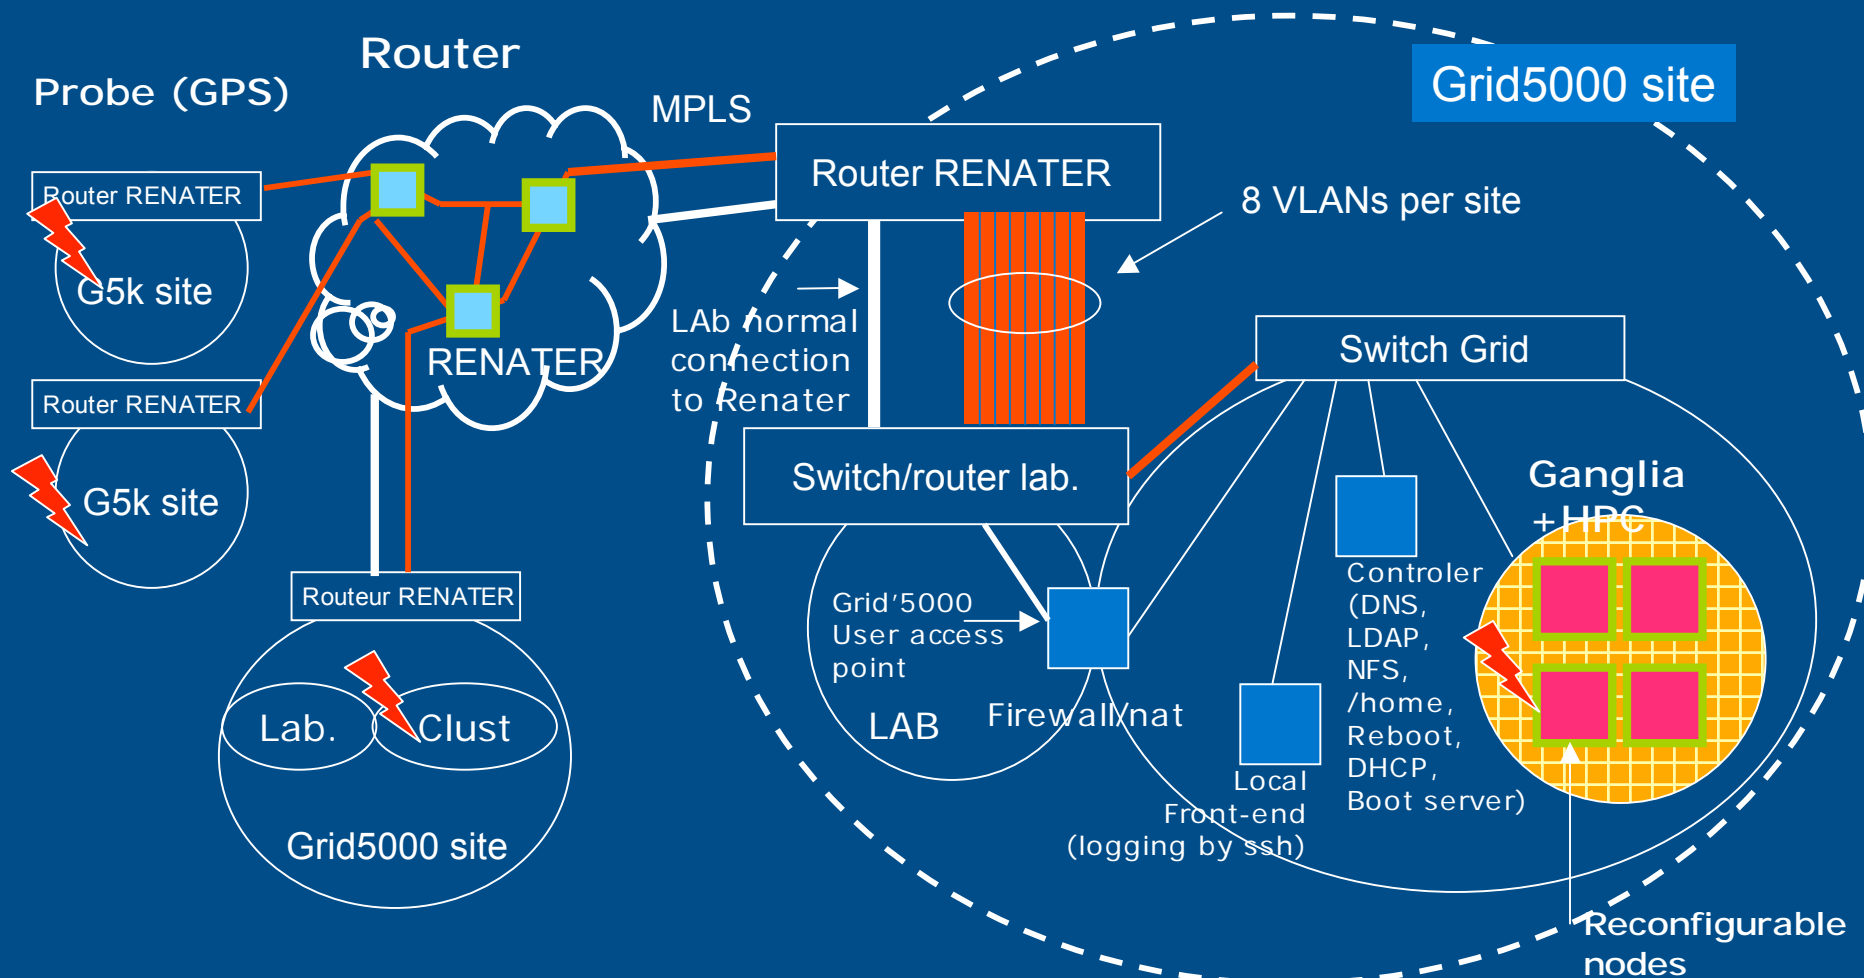 Router
Probe (GPS)
MPLS
Grid5000 site
Router RENATER
Router RENATER
8 VLANs per site
G5k site
LAb normal
connection
to Renater
RENATER
Switch Grid
Router RENATER
G5k site
Switch/router lab.
Ganglia
+HPC
Routeur RENATER
Grid'5000
User access
point
Controler
(DNS,
LDAP,
NFS,
/home,
Reboot,
DHCP,
Boot server)
Lab.
Clust
LAB
Firewall/nat
Local
Front-end
(logging by ssh)
Grid5000 site
Reconfigurable
nodes